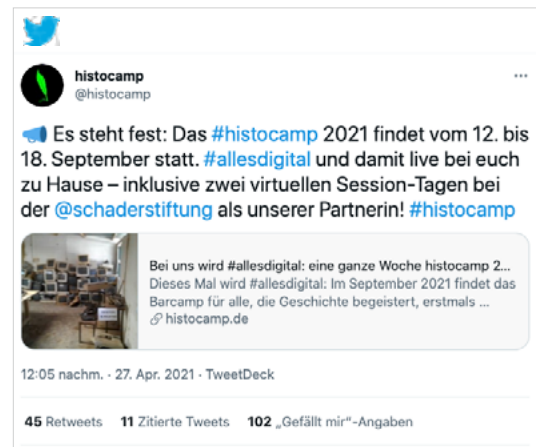 histocamp
@histocamp
📣 Es steht fest: Das #histocamp 2021 findet vom 12. bis
18. September statt. #allesdigital und damit live bei euch
zu Hause – inklusive zwei virtuellen Session-Tagen bei
der @schaderstiftung als unserer Partnerin! #histocamp
Bei uns wird #allesdigital: eine ganze Woche histocamp 2...
Dieses Mal wird #allesdigital: Im September 2021 findet das
Barcamp für alle, die Geschichte begeistert, erstmals ...
histocamp.de
12:05 nachm. · 27. Apr. 2021 · TweetDeck
45 Retweets 11 Zitierte Tweets 102 „Gefällt mir“-Angaben